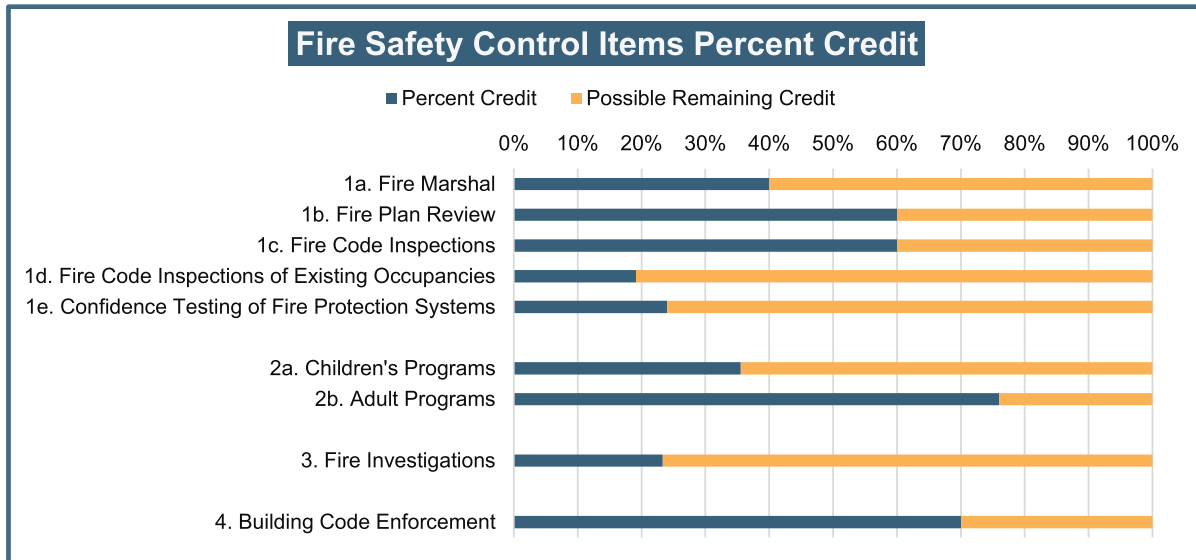 Fire Safety Control Items Percent Credit
Percent Credit Possible Remaining Credit
0% 10% 20% 30% 40% 50% 60% 70% 80% 90% 100%
1a. Fire Marshal
1b. Fire Plan Review
1c. Fire Code Inspections
1d. Fire Code Inspections of Existing Occupancies
1e. Confidence Testing of Fire Protection Systems
2a. Children's Programs
2b. Adult Programs
3. Fire Investigations
4. Building Code Enforcement